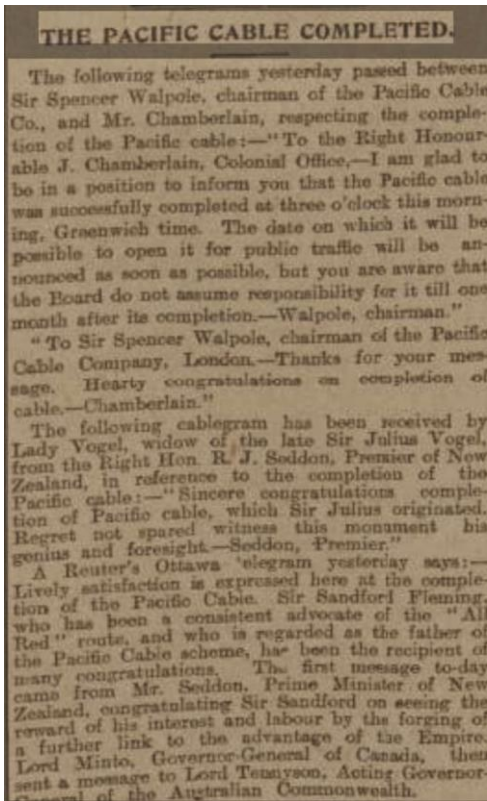 THE PACIFIC CABLE COMPLETED.
The following telegrams yesterday passed between
Sir Spencer Walpole, chairman of the Pacific Cable
Co., and Mr. Chamberlain, respecting the comple-
tion of the Pacific cable:—"To the Right Honour-
able J. Chamberlain, Colonial Office,—I am glad to
be in a position to inform you that the Pacific cable
was successfully completed at three o'clock this morn-
ing, Greenwich time. The date on which it will be
possible to open it for public traffic will be an-
nounced as soon as possible, but you are aware that
the Board do not assume responsibility for it till one
month after its completion.—Walpole, chairman."
"To Sir Spencer Walpole, chairman of the Pacific
Cable Company, London.—Thanks for your mes-
sage. Hearty congratulations on completion of
cable.—Chamberlain."
The following cablegram has been received by
Lady Vogel, widow of the late Sir Julius Vogel,
from the Right Hon. R. J. Seddon, Premier of New
Zealand, in reference to the completion of the
Pacific cable:—"Sincere congratulations comple-
tion of Pacific cable, which Sir Julius originated.
Regret not spared witness this monument his
genius and foresight.—Seddon, Premier."
A Reuter's Ottawa 'elegram yesterday says:—
Lively satisfaction is expressed here at the comple-
tion of the Pacific Cable. Sir Sandford Fleming,
who has been a consistent advocate of the "All
Red" route, and who is regarded as the father of
the Pacific Cable scheme, has been the recipient of
many congratulations. The first message to-day
came from Mr. Seddon, Prime Minister of New
Zealand, congratulating Sir Sandford on seeing the
reward of his interest and labour by the forging of
a further link to the advantage of the Empire.
Lord Minto, Governor-General of Canada, then
sent a message to Lord Tennyson, Acting Governor-
General of the Australian Commonwealth.